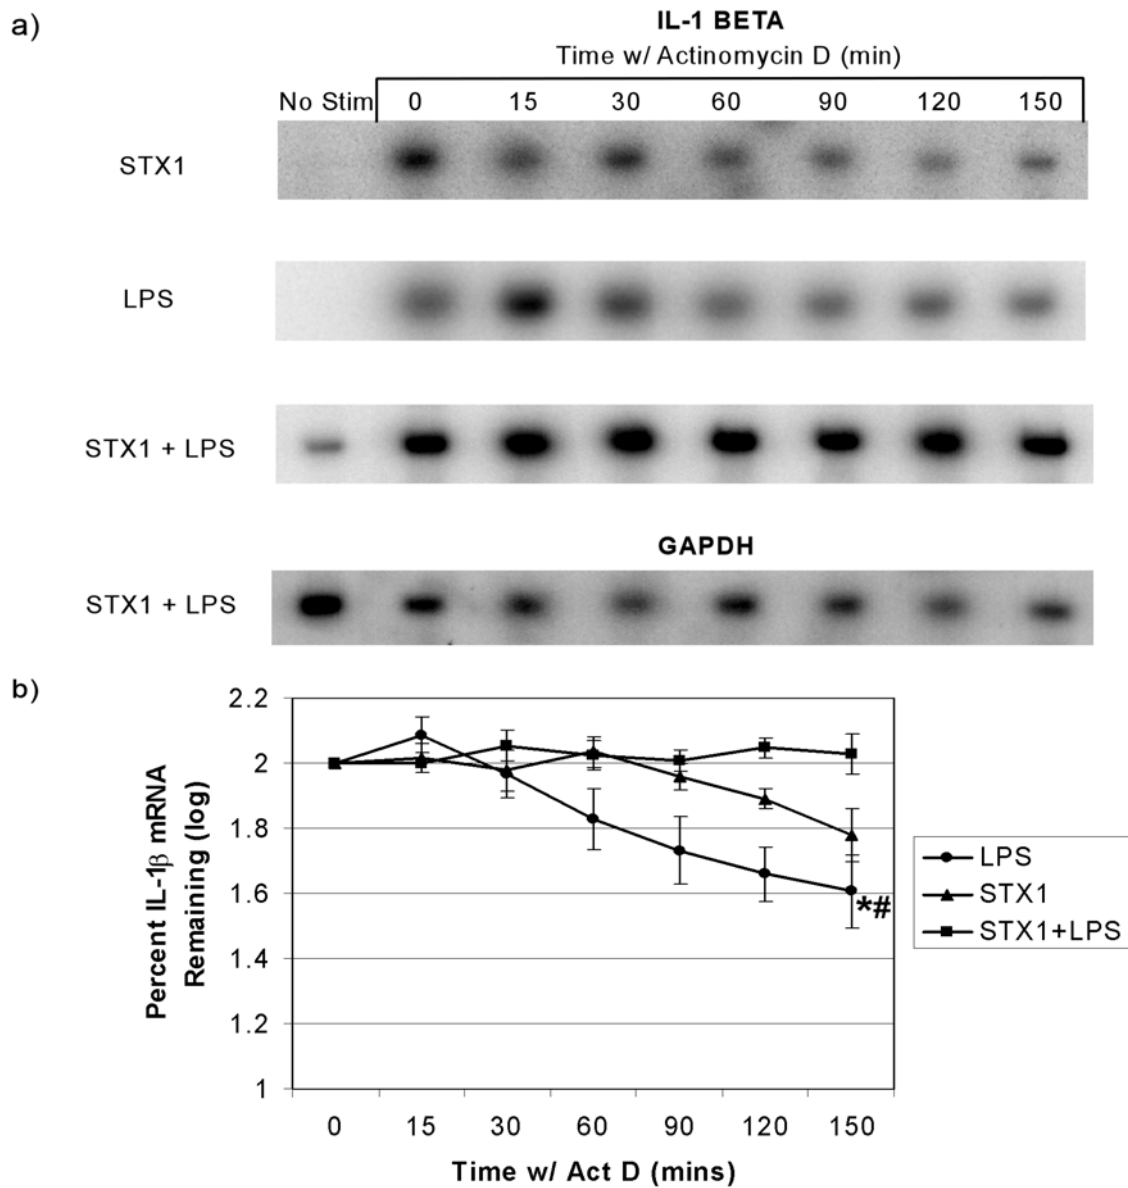 a)
IL-1 BETA
Time w/ Actinomycin D (min)
No Stim 0 15 30 60 90 120 150
STX1
LPS
STX1 + LPS
GAPDH
STX1 + LPS
b)
Percent IL-1β mRNA
Remaining (log)
2.2
2
1.8
1.6
1.4
1.2
1
*#
0 15 30 60 90 120 150
Time w/ Act D (mins)
LPS
STX1
STX1+LPS